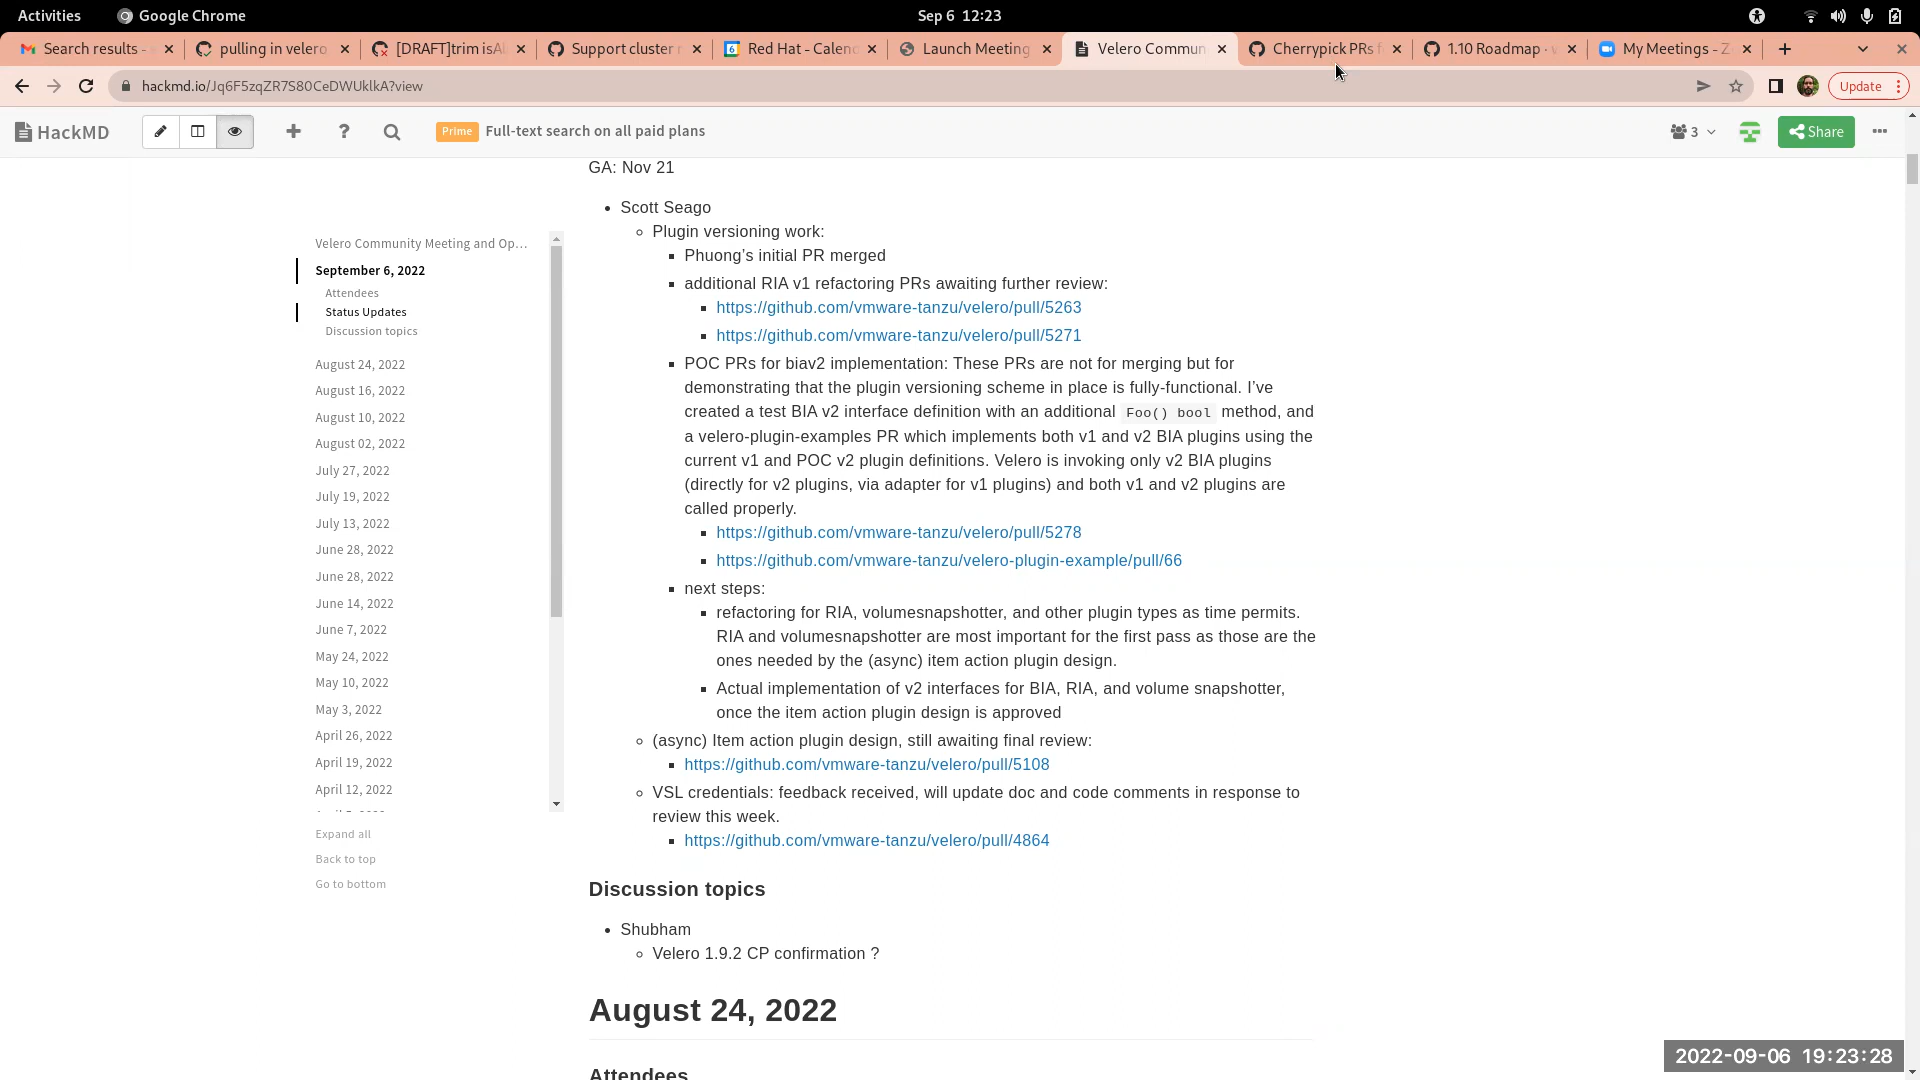 Activities
Google Chrome
Sep 6 12:23
Search results -
pulling in velero
[DRAFT]trim isAl
Support cluster r
Red Hat - Calend
Launch Meeting
Velero Commun
Cherrypick PRs f
1.10 Roadmap · v
My Meetings - Z
hackmd.io/Jq6F5zqZR7S80CeDWUklkA?view
Update
HackMD
Prime Full-text search on all paid plans
3
Share
GA: Nov 21
Scott Seago
Plugin versioning work:
Phuong's initial PR merged
additional RIA v1 refactoring PRs awaiting further review:
https://github.com/vmware-tanzu/velero/pull/5263
https://github.com/vmware-tanzu/velero/pull/5271
POC PRs for biav2 implementation: These PRs are not for merging but for
demonstrating that the plugin versioning scheme in place is fully-functional. I've
created a test BIA v2 interface definition with an additional Foo() bool method, and
a velero-plugin-examples PR which implements both v1 and v2 BIA plugins using the
current v1 and POC v2 plugin definitions. Velero is invoking only v2 BIA plugins
(directly for v2 plugins, via adapter for v1 plugins) and both v1 and v2 plugins are
called properly.
https://github.com/vmware-tanzu/velero/pull/5278
https://github.com/vmware-tanzu/velero-plugin-example/pull/66
next steps:
refactoring for RIA, volumesnapshotter, and other plugin types as time permits.
RIA and volumesnapshotter are most important for the first pass as those are the
ones needed by the (async) item action plugin design.
Actual implementation of v2 interfaces for BIA, RIA, and volume snapshotter,
once the item action plugin design is approved
(async) Item action plugin design, still awaiting final review:
https://github.com/vmware-tanzu/velero/pull/5108
VSL credentials: feedback received, will update doc and code comments in response to
review this week.
https://github.com/vmware-tanzu/velero/pull/4864
Discussion topics
Shubham
Velero 1.9.2 CP confirmation ?
August 24, 2022
Attendees
Velero Community Meeting and Op...
September 6, 2022
Attendees
Status Updates
Discussion topics
August 24, 2022
August 16, 2022
August 10, 2022
August 02, 2022
July 27, 2022
July 19, 2022
July 13, 2022
June 28, 2022
June 28, 2022
June 14, 2022
June 7, 2022
May 24, 2022
May 10, 2022
May 3, 2022
April 26, 2022
April 19, 2022
April 12, 2022
Expand all
Back to top
Go to bottom
2022-09-06 19:23:28